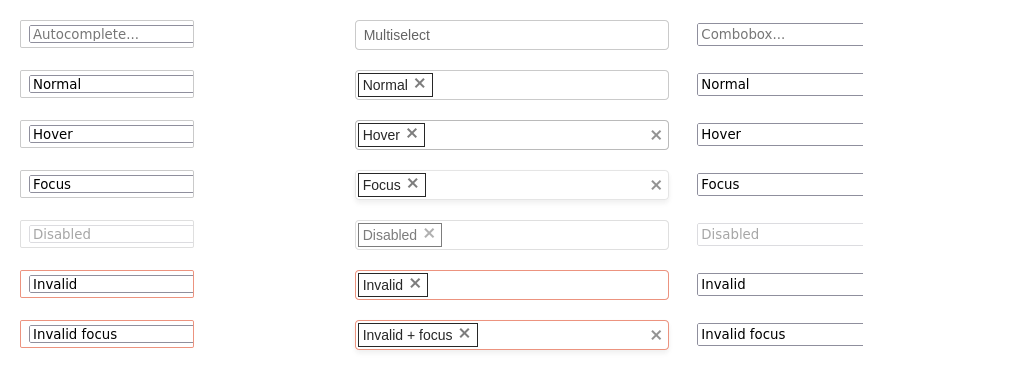 Autocomplete... Multiselect Combobox...
Normal Normal × Normal
Hover Hover × × Hover
Focus Focus × × Focus
Disabled Disabled × Disabled
Invalid Invalid × Invalid
Invalid focus Invalid + focus × × Invalid focus